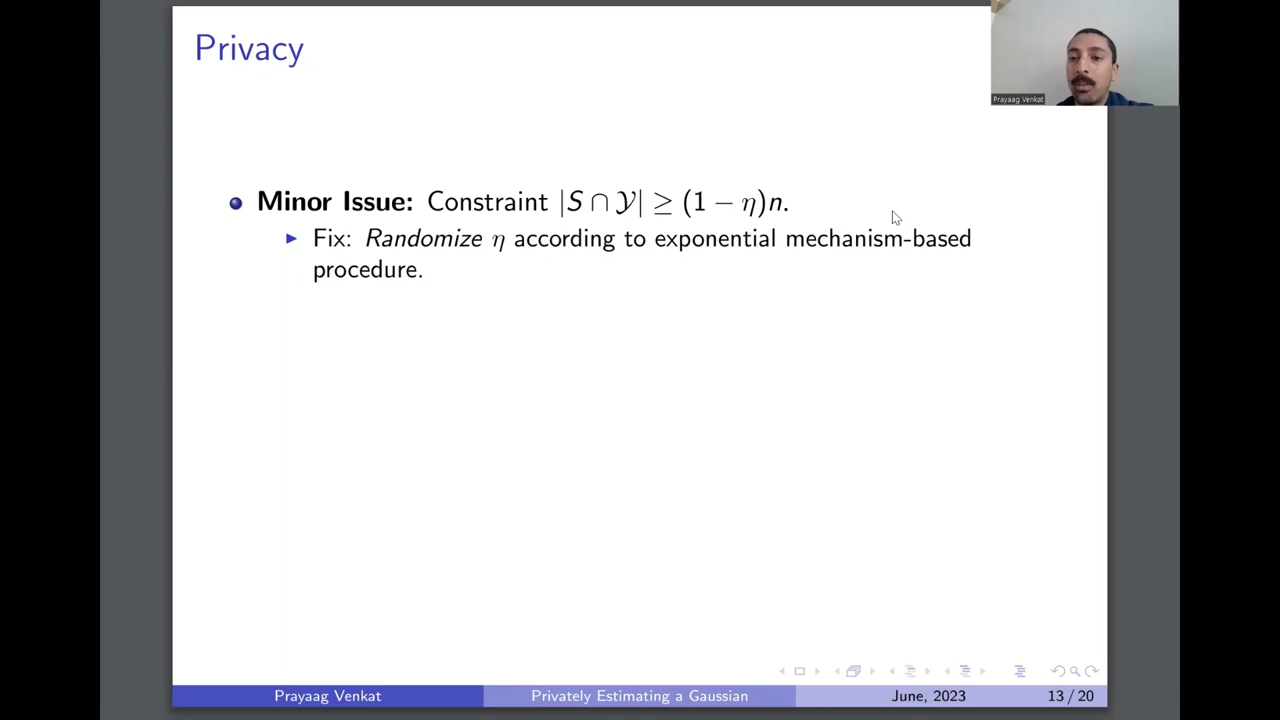 Privacy
Prayaag Venkat
Minor Issue: Constraint |S ∩ 𝒴| ≥ (1 − η)n.
Fix: Randomize η according to exponential mechanism-based
procedure.
Prayaag Venkat
Privately Estimating a Gaussian
June, 2023
13 / 20